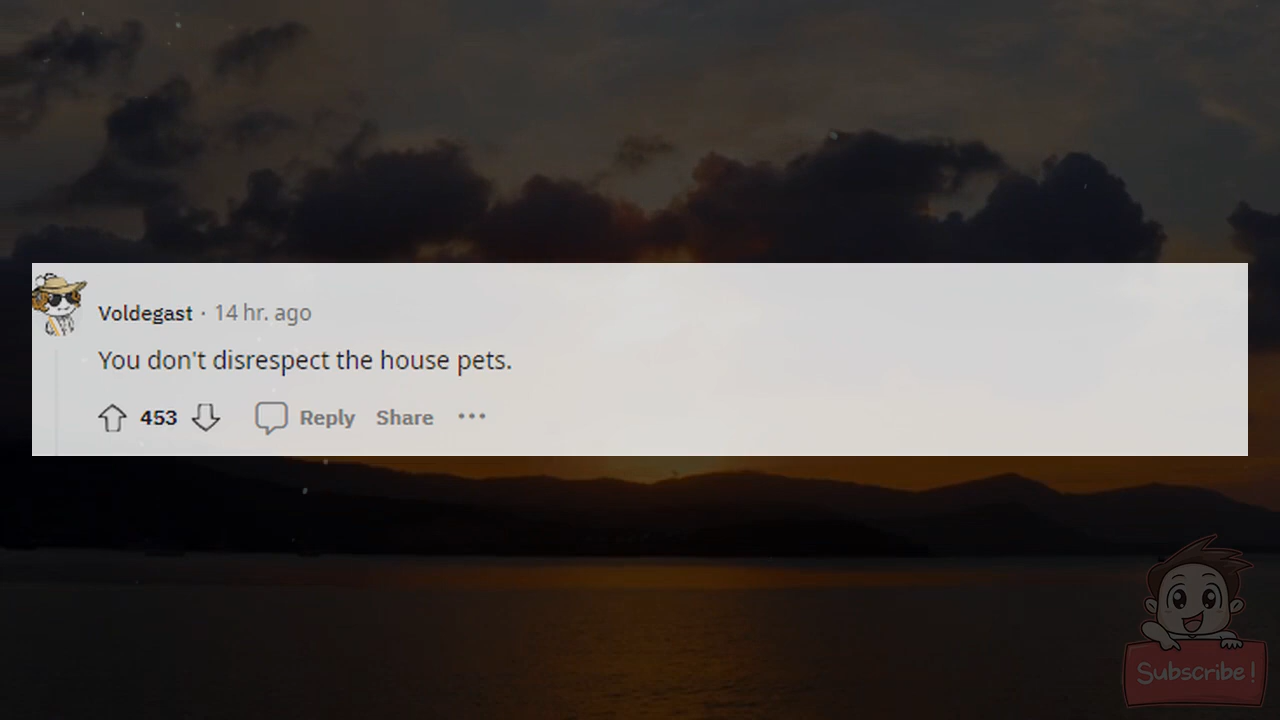 Voldegast · 14 hr. ago
You don't disrespect the house pets.
453 Reply Share ···
Subscribe!